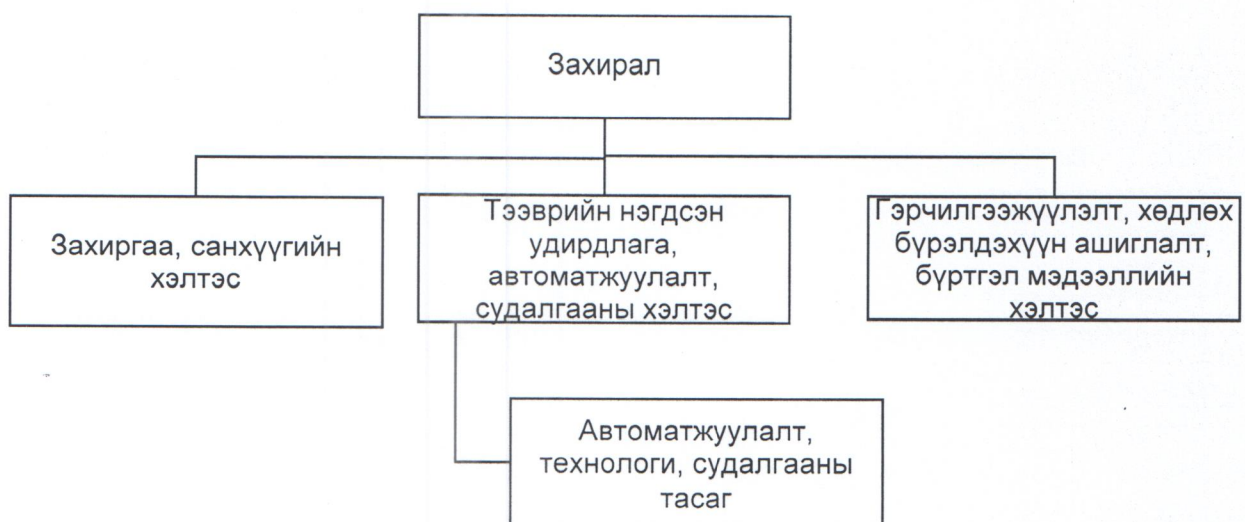 Захирал
Захиргаа, санхүүгийн
хэлтэс
Тээврийн нэгдсэн
удирдлага,
автоматжуулалт,
судалгааны хэлтэс
Гэрчилгээжүүлэлт, хөдлөх
бүрэлдэхүүн ашиглалт,
бүртгэл мэдээллийн
хэлтэс
Автоматжуулалт,
технологи, судалгааны
тасаг